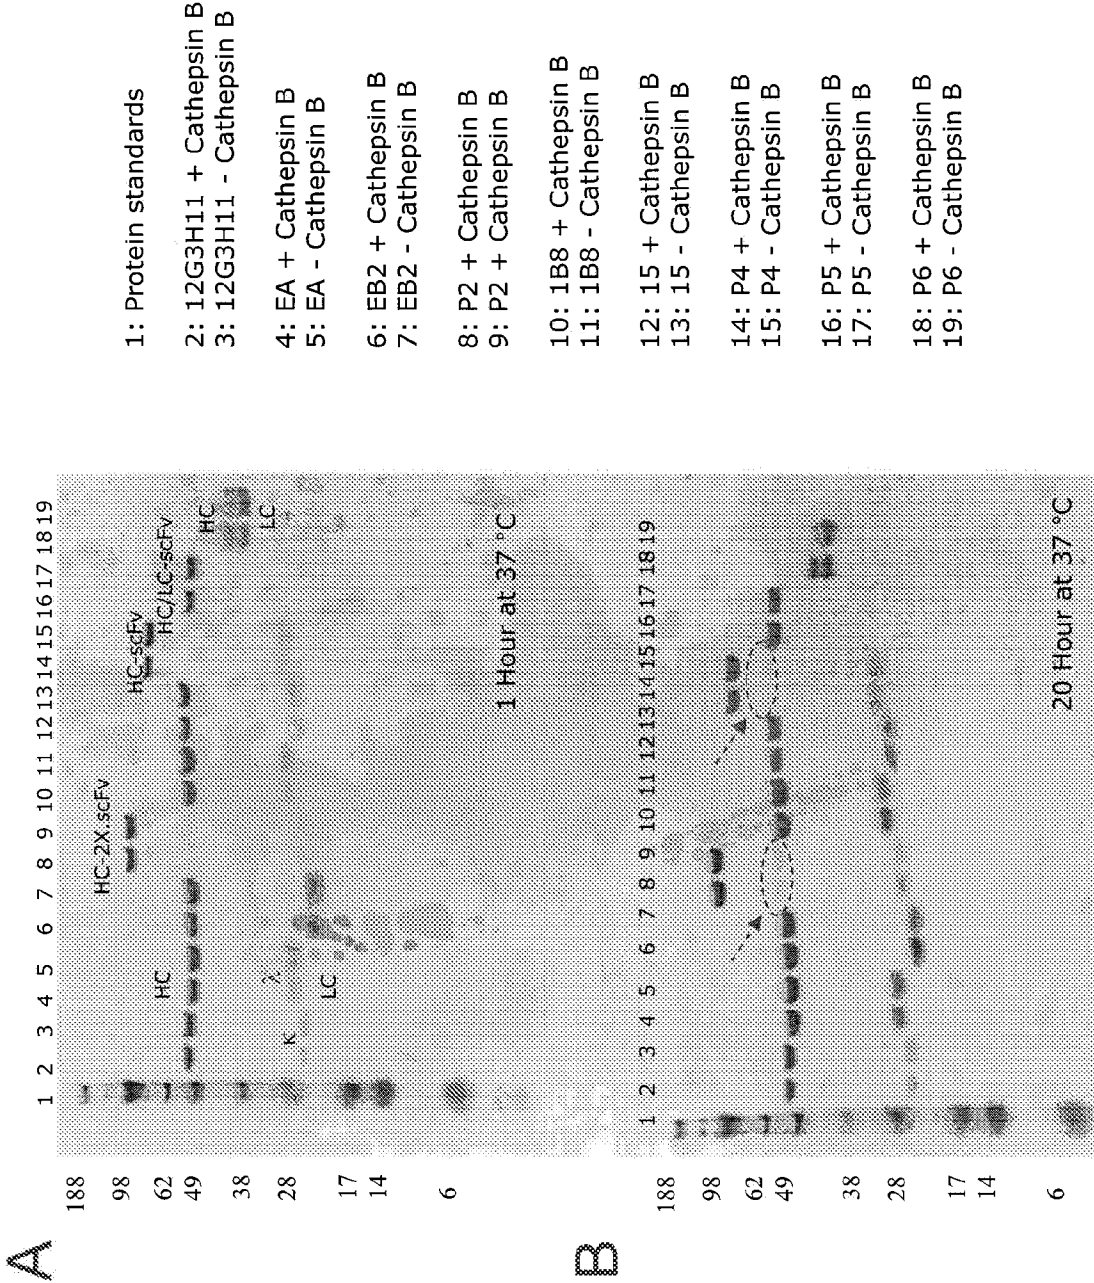 A
1 2 3 4 5 6 7 8 9 10 11 12 13 14 15 16 17 18 19
188
98
62
49
38
28
17
14
6
HC
HC-2X.scFv
HC-scFv
HC/LC-scFv
HC
LC
κ
λ
LC
1 Hour at 37 °C
B
1 2 3 4 5 6 7 8 9 10 11 12 13 14 15 16 17 18 19
188
98
62
49
38
28
17
14
6
20 Hour at 37 °C
1: Protein standards
2: 12G3H11 + Cathepsin B
3: 12G3H11 - Cathepsin B
4: EA + Cathepsin B
5: EA - Cathepsin B
6: EB2 + Cathepsin B
7: EB2 - Cathepsin B
8: P2 + Cathepsin B
9: P2 + Cathepsin B
10: 1B8 + Cathepsin B
11: 1B8 - Cathepsin B
12: 15 + Cathepsin B
13: 15 - Cathepsin B
14: P4 + Cathepsin B
15: P4 - Cathepsin B
16: P5 + Cathepsin B
17: P5 - Cathepsin B
18: P6 + Cathepsin B
19: P6 - Cathepsin B